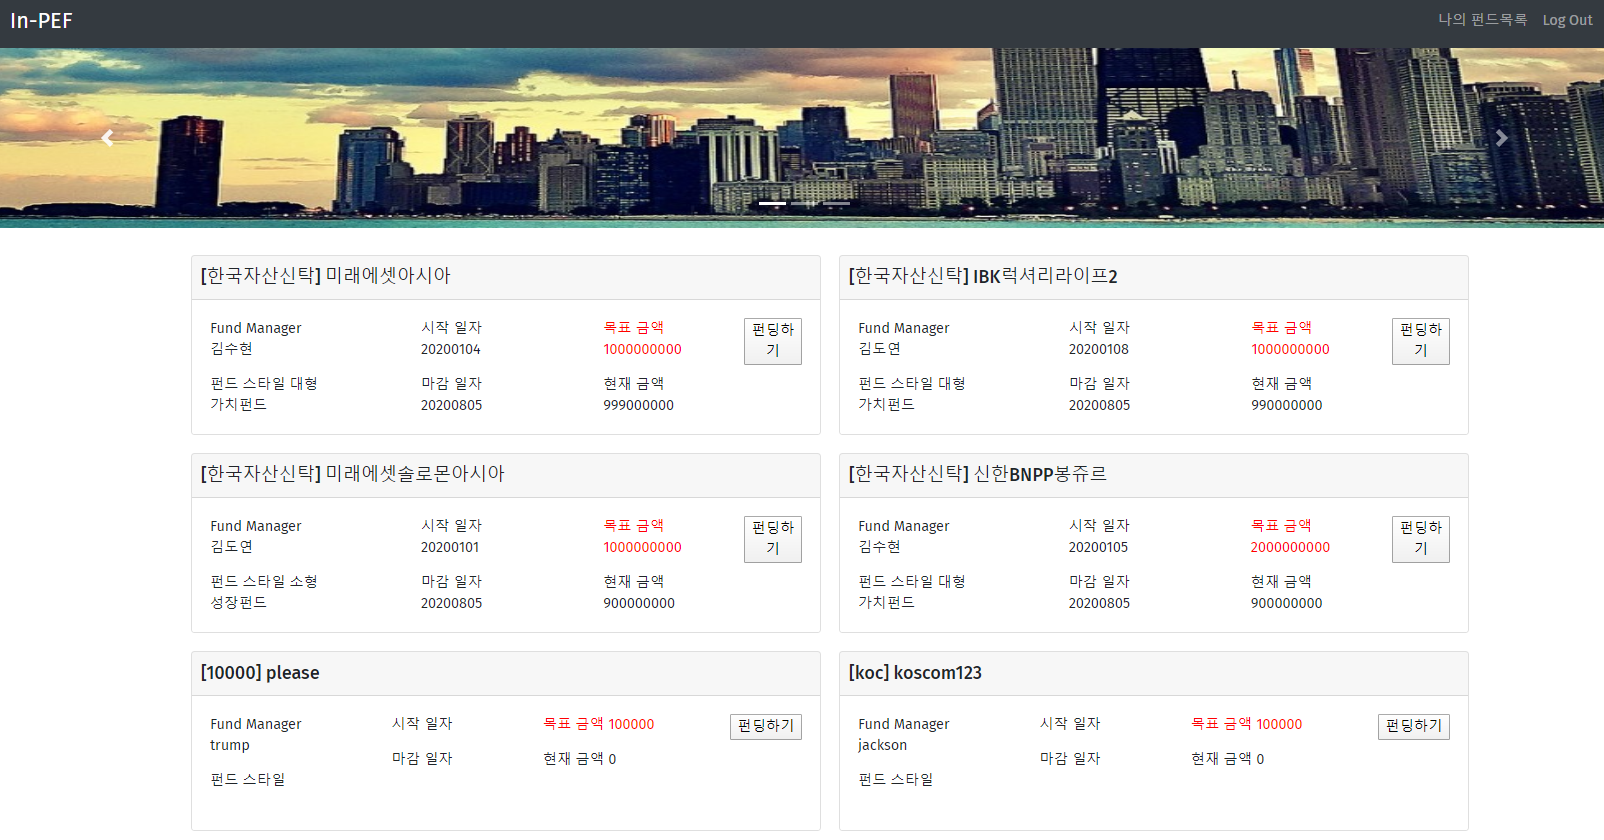 In-PEF
나의 펀드목록 Log Out
[한국자산신탁] 미래에셋아시아
Fund Manager
김수현
시작 일자
20200104
목표 금액
1000000000
펀딩하
기
펀드 스타일 대형
가치펀드
마감 일자
20200805
현재 금액
999000000
[한국자산신탁] IBK럭셔리라이프2
Fund Manager
김도연
시작 일자
20200108
목표 금액
1000000000
펀딩하
기
펀드 스타일 대형
가치펀드
마감 일자
20200805
현재 금액
990000000
[한국자산신탁] 미래에셋솔로몬아시아
Fund Manager
김도연
시작 일자
20200101
목표 금액
1000000000
펀딩하
기
펀드 스타일 소형
성장펀드
마감 일자
20200805
현재 금액
900000000
[한국자산신탁] 신한BNPP봉쥬르
Fund Manager
김수현
시작 일자
20200105
목표 금액
2000000000
펀딩하
기
펀드 스타일 대형
가치펀드
마감 일자
20200805
현재 금액
900000000
[10000] please
Fund Manager
trump
시작 일자
목표 금액 100000
펀딩하기
펀드 스타일
마감 일자
현재 금액 0
[koc] koscom123
Fund Manager
jackson
시작 일자
목표 금액 100000
펀딩하기
펀드 스타일
마감 일자
현재 금액 0